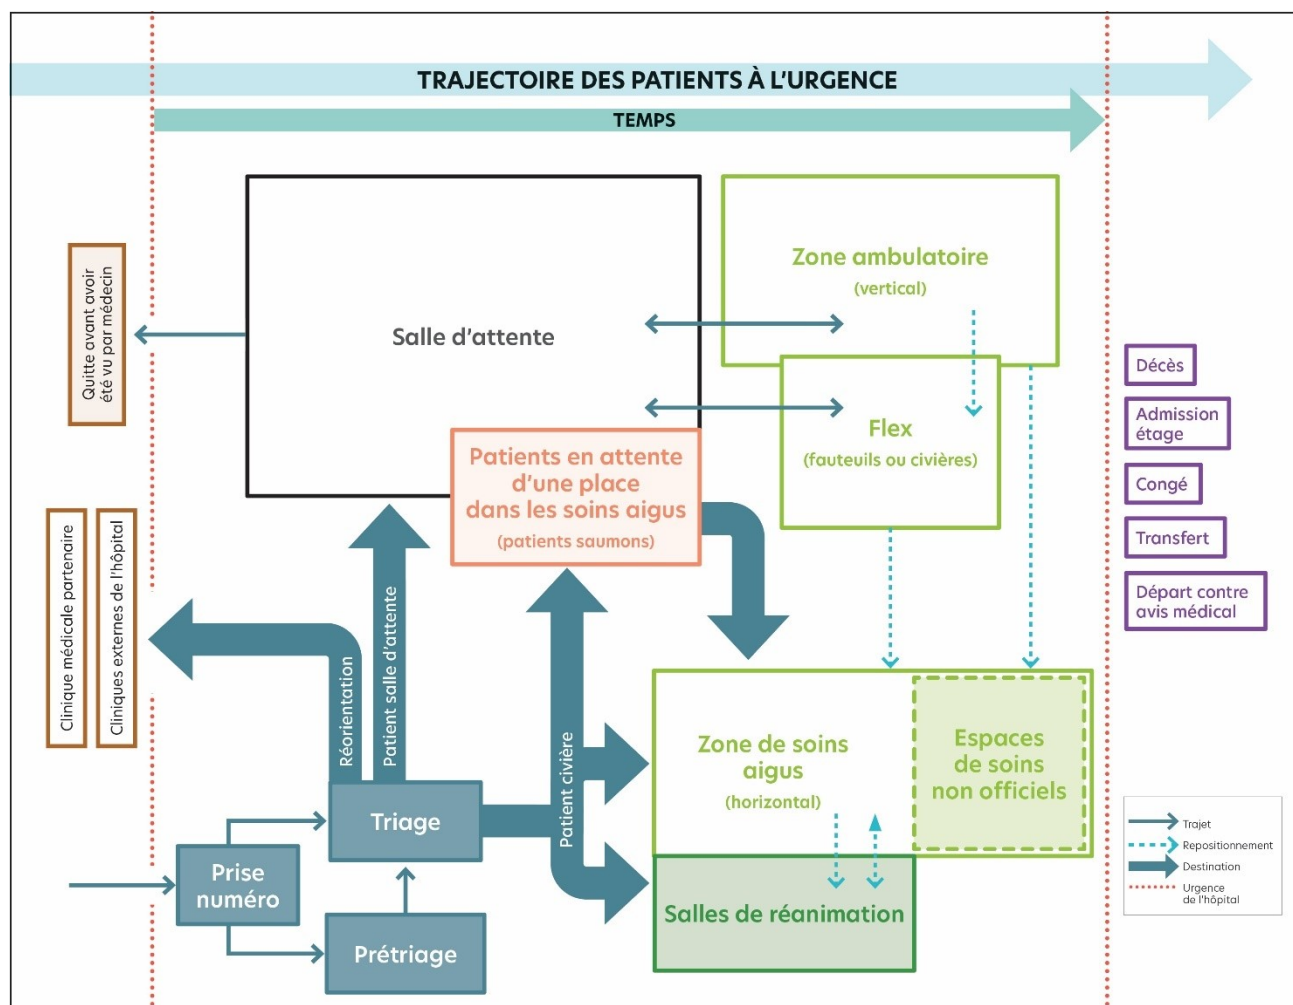 TRAJECTOIRE DES PATIENTS À L'URGENCE
TEMPS
Quitte avant avoir
été vu par médecin
Salle d'attente
Zone ambulatoire
(vertical)
Flex
(fauteuils ou civières)
Patients en attente
d'une place
dans les soins aigus
(patients saumons)
Décès
Admission
étage
Congé
Transfert
Départ contre
avis médical
Clinique médicale partenaire
Cliniques externes de l'hôpital
Réorientation
Patient salle d'attente
Patient civière
Zone de soins
aigus
(horizontal)
Espaces
de soins
non officiels
Salles de réanimation
Triage
Prise
numéro
Prétriage
Trajet
Repositionnement
Destination
Urgence
de l'hôpital